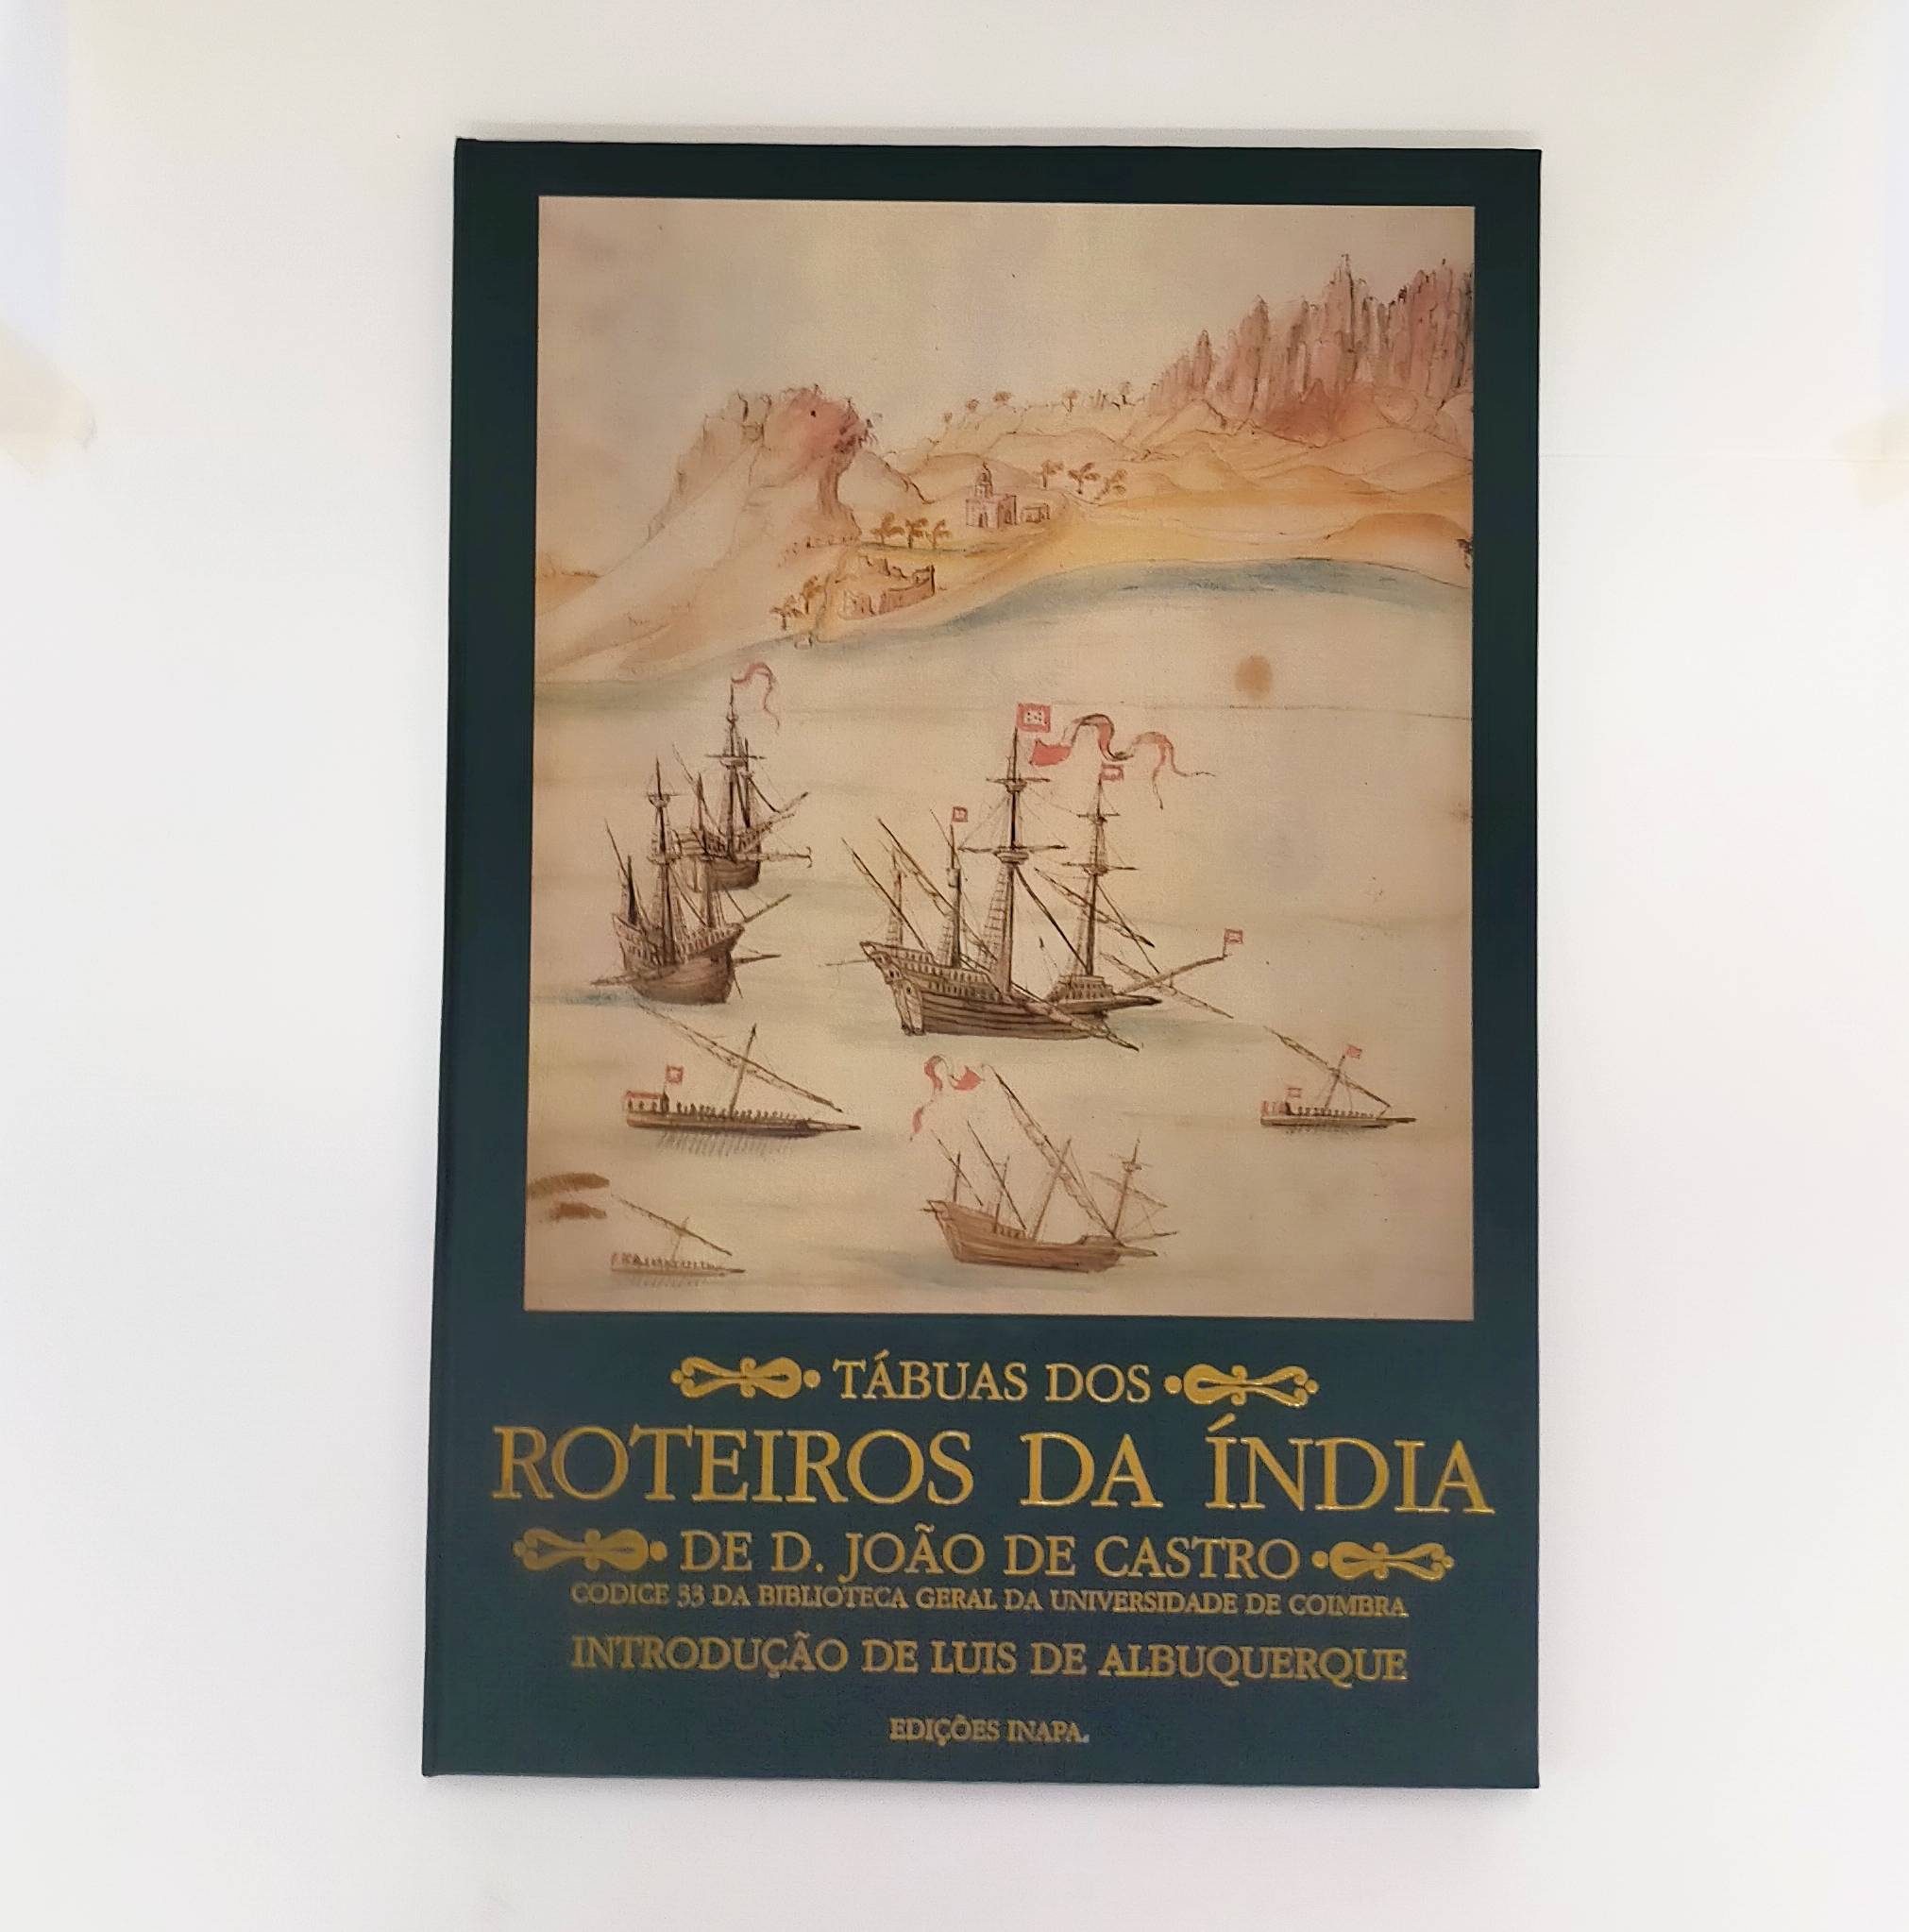 TÁBUAS DOS
ROTEIROS DA ÍNDIA
DE D. JOÃO DE CASTRO
CODICE 33 DA BIBLIOTECA GERAL DA UNIVERSIDADE DE COIMBRA
INTRODUÇÃO DE LUIS DE ALBUQUERQUE
EDIÇÕES INAPA.